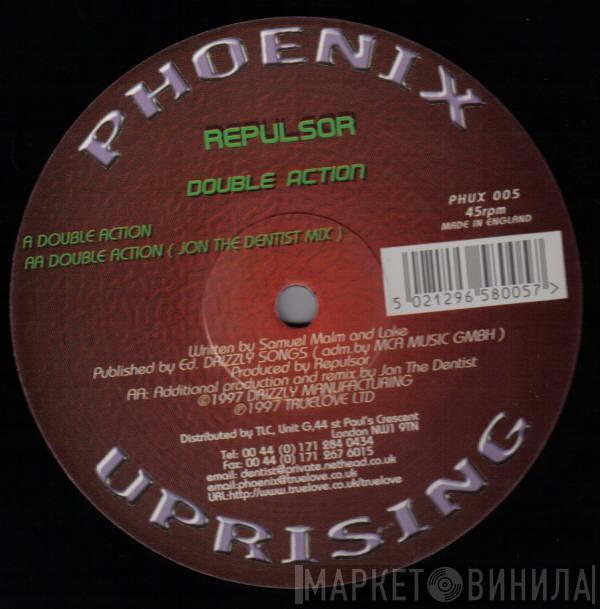 PHOENIX
REPULSOR
DOUBLE ACTION
PHUX 005
45rpm
MADE IN ENGLAND
A DOUBLE ACTION
AA DOUBLE ACTION ( JON THE DENTIST MIX )
5 021296 580057 >
Written by Samuel Malm and Loke
Published by Ed. DRIZZLY SONGS ( adm.by MCA MUSIC GMBH )
Produced by Repulsor
AA: Additional production and remix by Jon The Dentist
©1997 DRIZZLY MANUFACTURING
℗1997 TRUELOVE LTD
Distributed by TLC, Unit G,44 st Paul's Crescent
London NW1 9TN
Tel: 00 44 (0) 171 284 0434
Fax: 00 44 (0) 171 267 6015
email: dentist@private.nethead.co.uk
email:phoenix@truelove.co.uk
URL:http://www.truelove.co.uk/truelove
UPRISING
МАРКЕТ ВИНИЛА